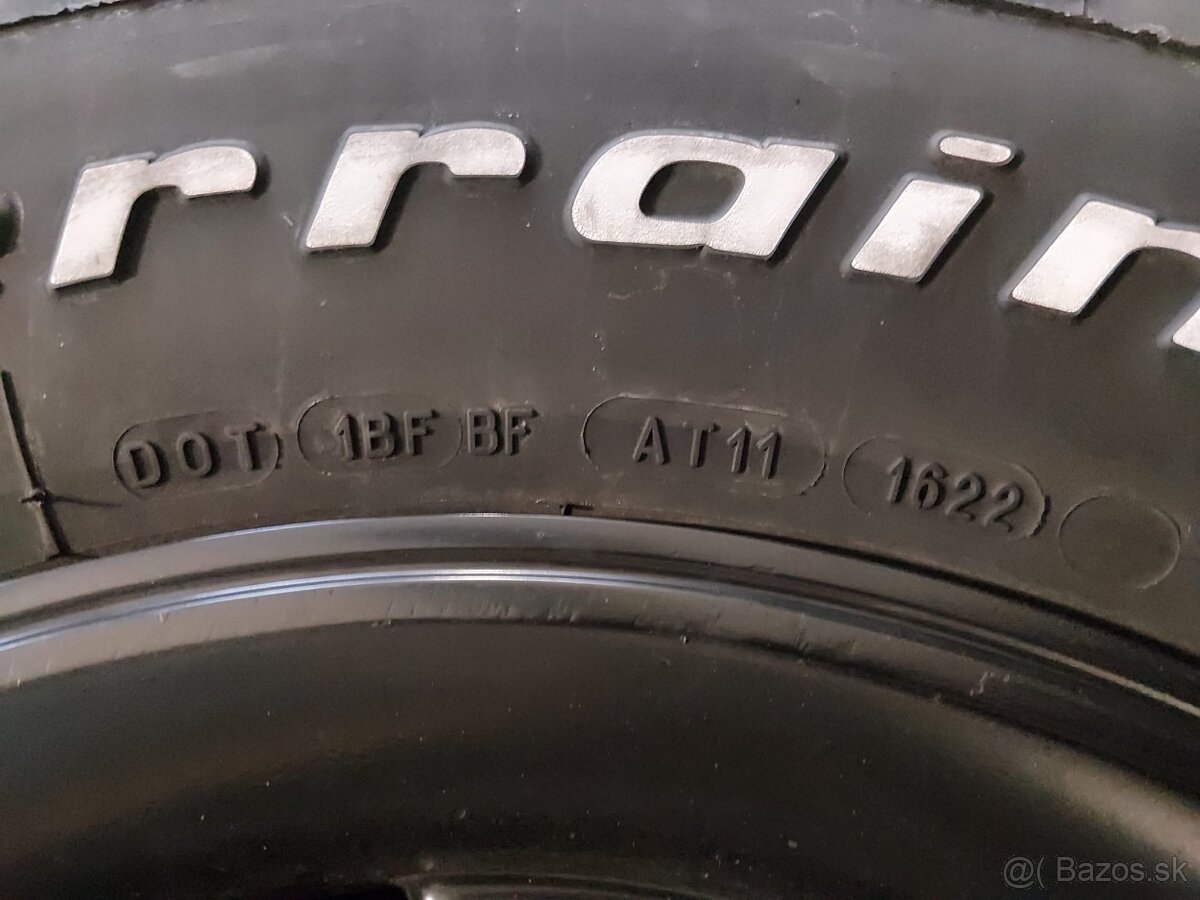 rrain
DOT 1BF BF AT11 1622
@( Bazos.sk